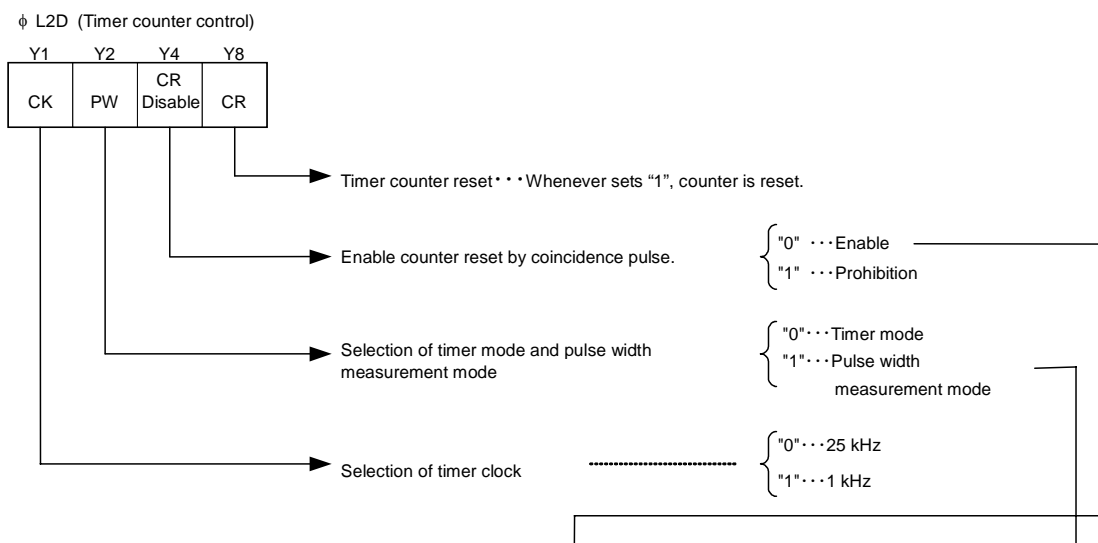 ϕ L2D (Timer counter control)
Y1 Y2 Y4 Y8
CK PW CR Disable CR
Timer counter reset・・・Whenever sets “1”, counter is reset.
Enable counter reset by coincidence pulse.
"0" ・・・Enable
"1" ・・・Prohibition
Selection of timer mode and pulse width
measurement mode
"0"・・・Timer mode
"1"・・・Pulse width
measurement mode
Selection of timer clock
"0"・・・25 kHz
"1"・・・1 kHz